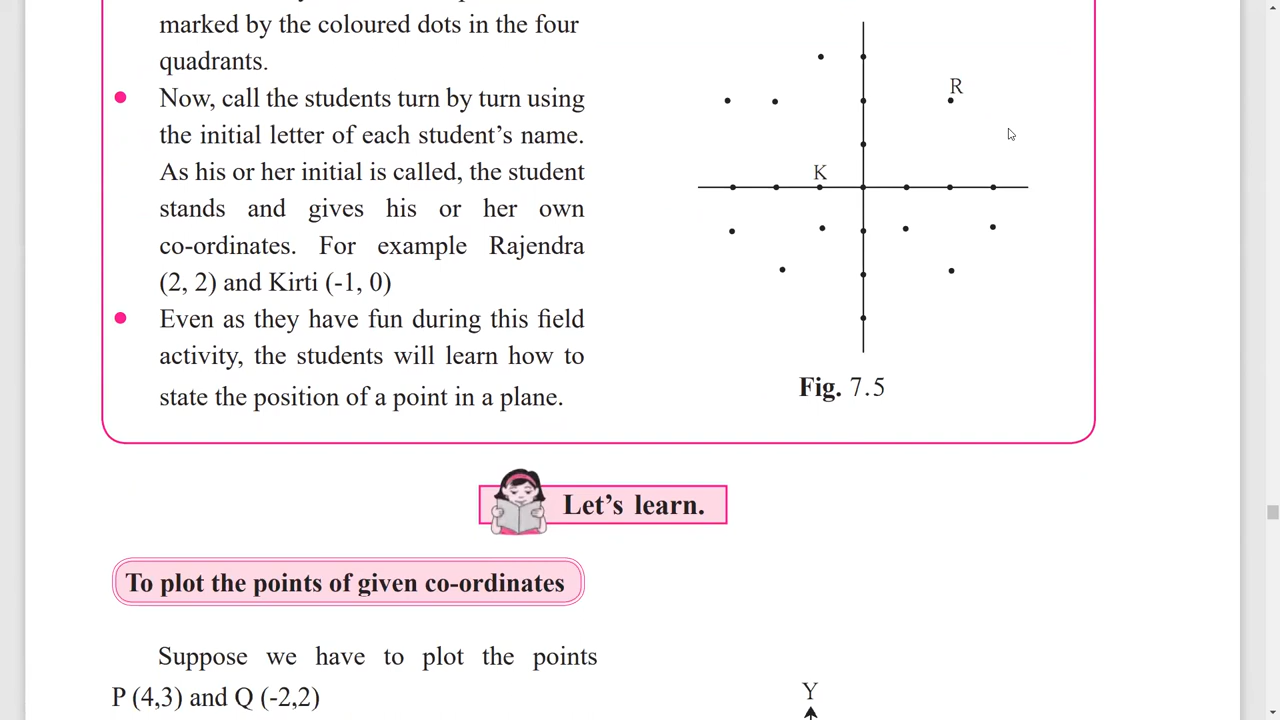 marked by the coloured dots in the four
quadrants.
Now, call the students turn by turn using
the initial letter of each student’s name.
As his or her initial is called, the student
stands and gives his or her own
co-ordinates. For example Rajendra
(2, 2) and Kirti (-1, 0)
Even as they have fun during this field
activity, the students will learn how to
state the position of a point in a plane.
R
K
Fig. 7.5
Let’s learn.
To plot the points of given co-ordinates
Suppose we have to plot the points
P (4,3) and Q (-2,2)
Y